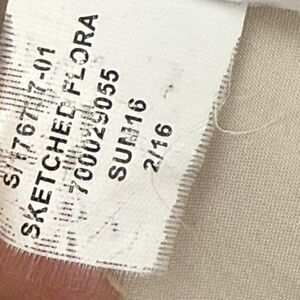 SKETCHED FLORA
700029055
SUM16
2/16